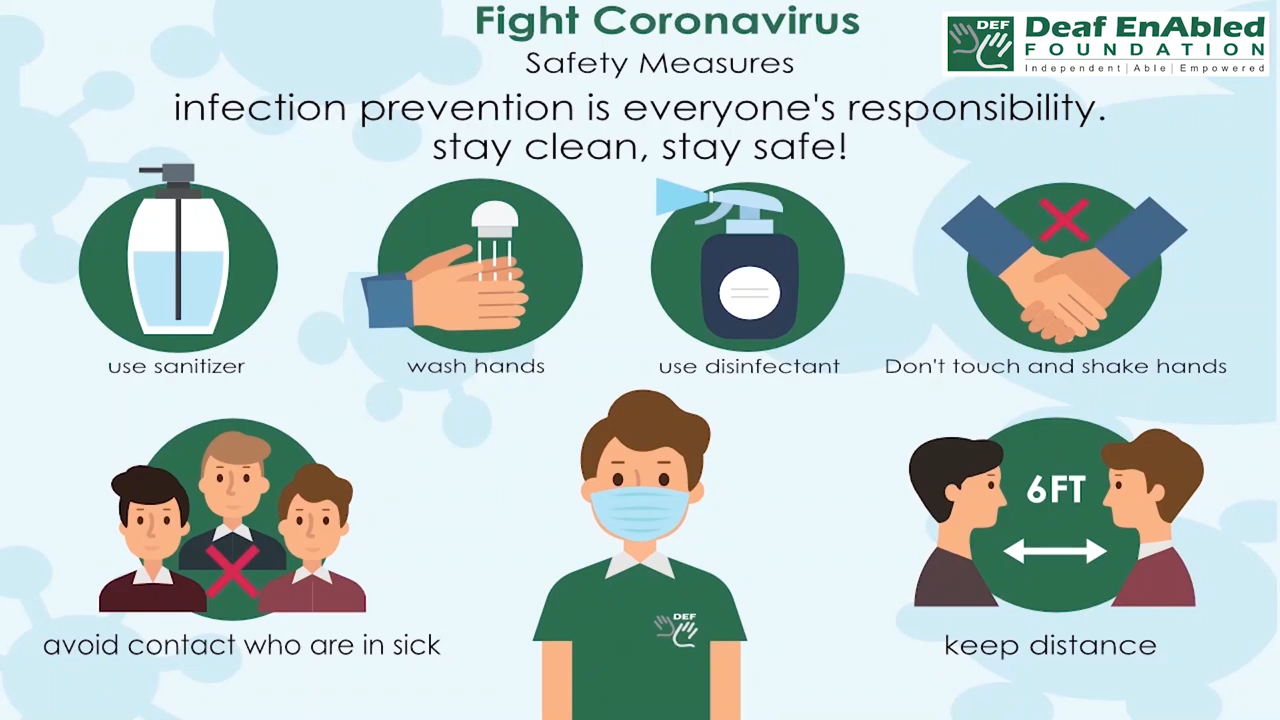 Fight Coronavirus
Safety Measures
DEF
Deaf EnAbled
FOUNDATION
Independent | Able | Empowered
infection prevention is everyone's responsibility.
stay clean, stay safe!
use sanitizer
wash hands
use disinfectant
Don't touch and shake hands
6FT
DEF
avoid contact who are in sick
keep distance